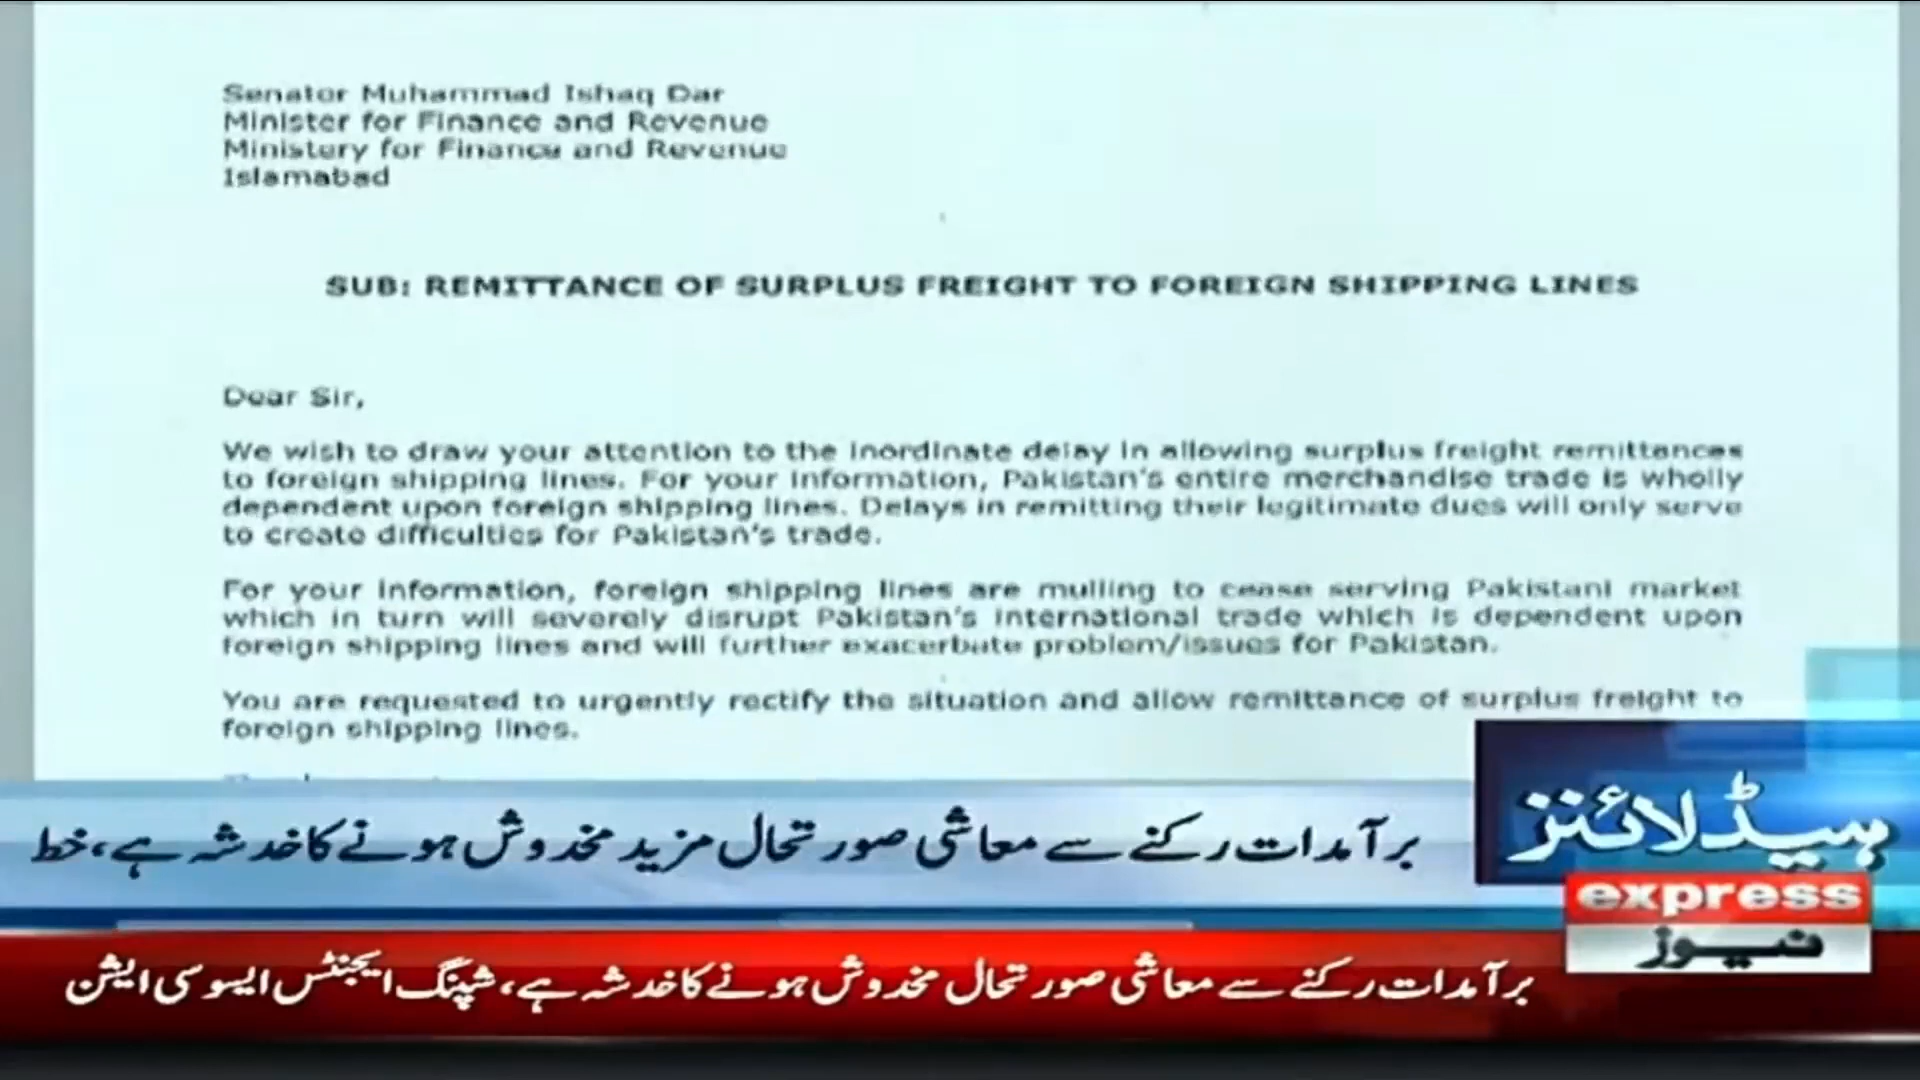 Senator Muhammad Ishaq Dar
Minister for Finance and Revenue
Ministery for Finance and Revenue
Islamabad
SUB: REMITTANCE OF SURPLUS FREIGHT TO FOREIGN SHIPPING LINES
Dear Sir,
We wish to draw your attention to the inordinate delay in allowing surplus freight remittances
to foreign shipping lines. For your information, Pakistan's entire merchandise trade is wholly
dependent upon foreign shipping lines. Delays in remitting their legitimate dues will only serve
to create difficulties for Pakistan's trade.
For your information, foreign shipping lines are mulling to cease serving Pakistani market
which in turn will severely disrupt Pakistan's international trade which is dependent upon
foreign shipping lines and will further exacerbate problem/issues for Pakistan.
You are requested to urgently rectify the situation and allow remittance of surplus freight to
foreign shipping lines.
ہیڈلائنز
برآمدات رکنے سے معاشی صورتحال مزید مخدوش ہونے کا خدشہ ہے، خط
express
نیوز
برآمدات رکنے سے معاشی صورتحال مخدوش ہونے کا خدشہ ہے، شپنگ ایجنٹس ایسوسی ایشن